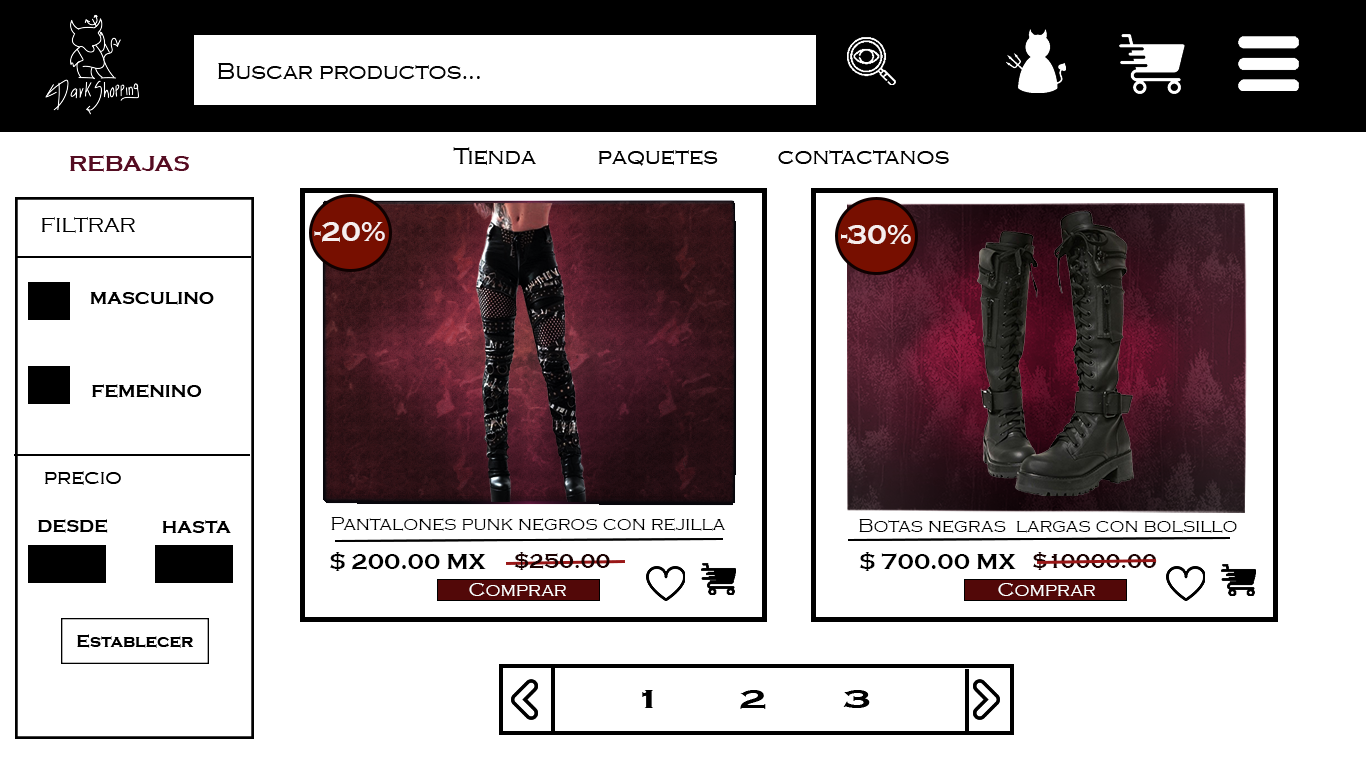 Dark Shopping
Buscar productos...
REBAJAS
Tienda
paquetes
contactanos
FILTRAR
MASCULINO
FEMENINO
PRECIO
DESDE
HASTA
Establecer
-20%
Pantalones punk negros con rejilla
$ 200.00 MX
$250.00
Comprar
-30%
Botas negras largas con bolsillo
$ 700.00 MX
$10000.00
Comprar
1 2 3